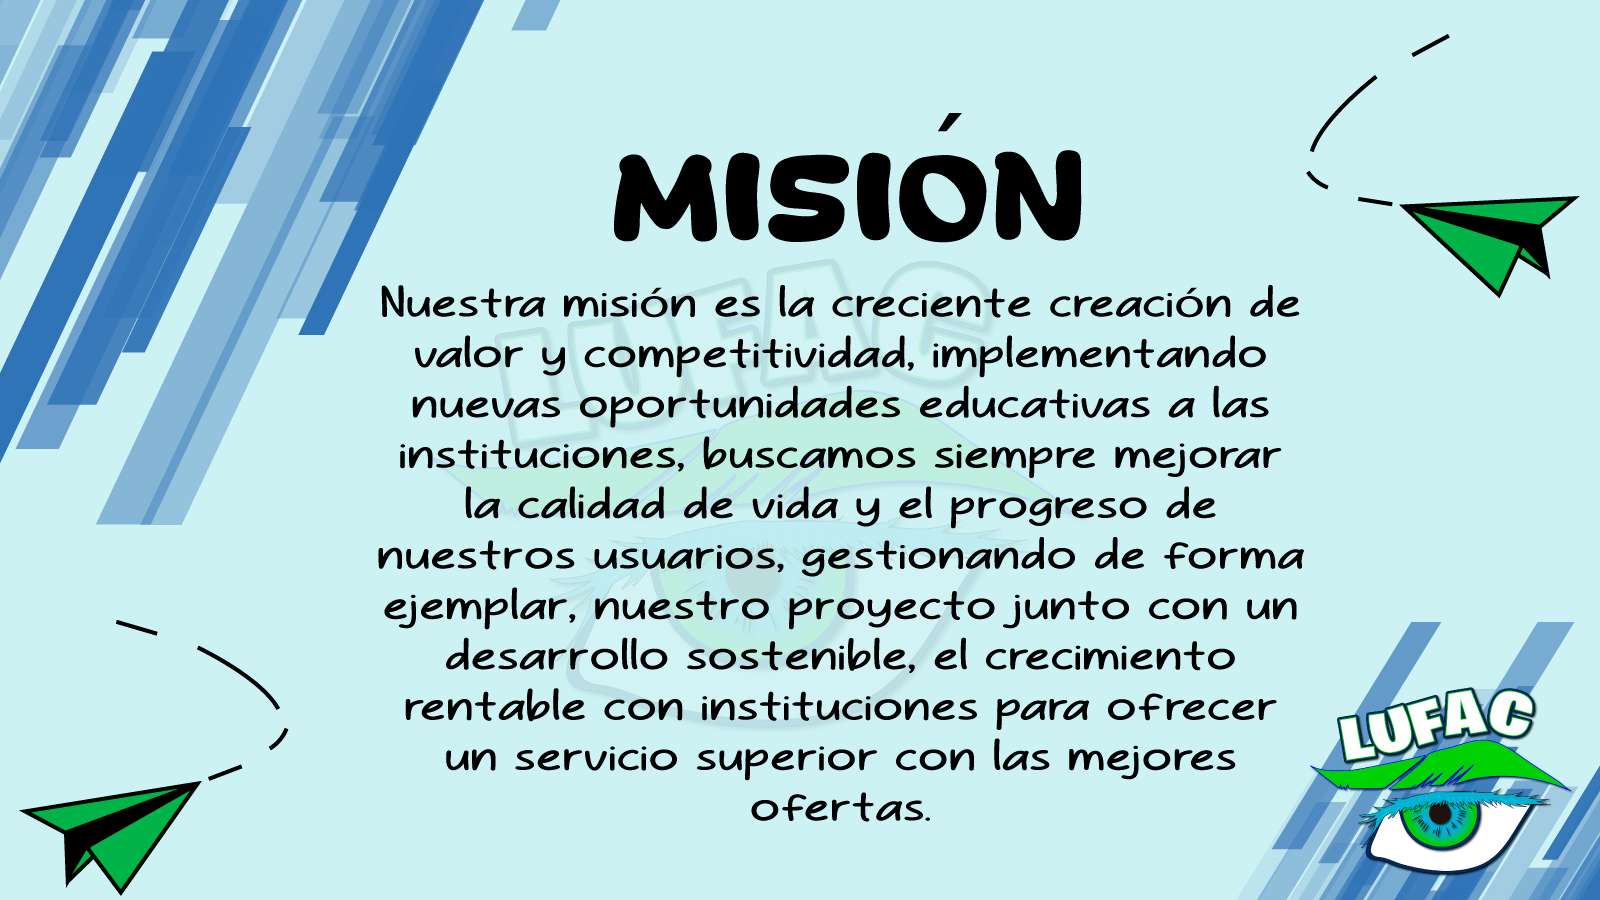 MISIÓN
Nuestra misión es la creciente creación de
valor y competitividad, implementando
nuevas oportunidades educativas a las
instituciones, buscamos siempre mejorar
la calidad de vida y el progreso de
nuestros usuarios, gestionando de forma
ejemplar, nuestro proyecto junto con un
desarrollo sostenible, el crecimiento
rentable con instituciones para ofrecer
un servicio superior con las mejores
ofertas.
LUFAC
LUFAC